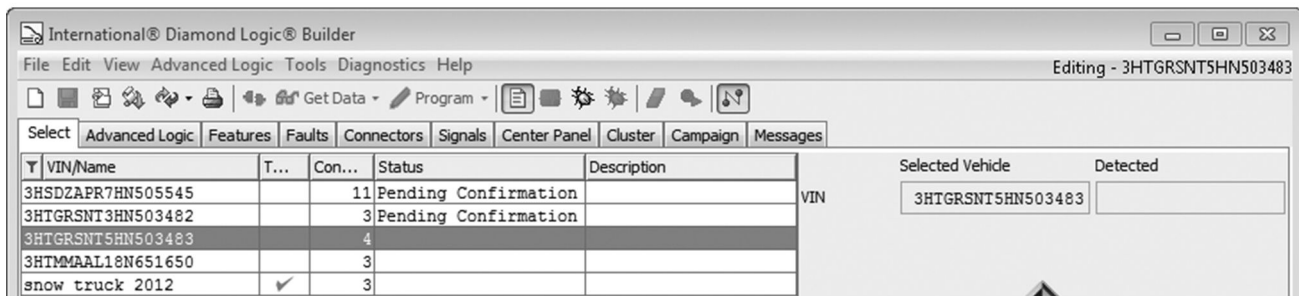 International® Diamond Logic® Builder
File Edit View Advanced Logic Tools Diagnostics Help Editing - 3HTGRSNT5HN503483
Get Data Program
Select Advanced Logic Features Faults Connectors Signals Center Panel Cluster Campaign Messages
VIN/Name T... Con... Status Description Selected Vehicle Detected
3HSDZAPR7HN505545 11 Pending Confirmation VIN 3HTGRSNT5HN503483
3HTGRSNT3HN503482 3 Pending Confirmation
3HTGRSNT5HN503483 4
3HTMMAAL18N651650 3
snow truck 2012 3